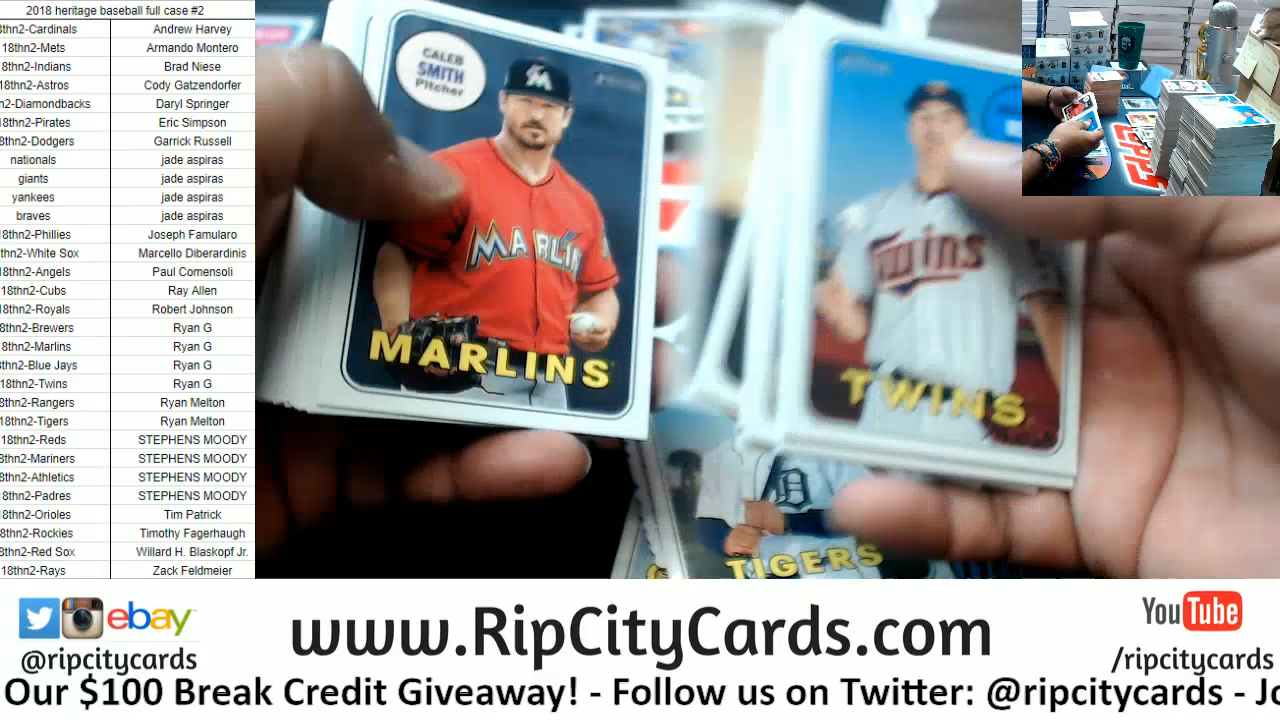 2018 heritage baseball full case #2
8thn2-Cardinals Andrew Harvey
18thn2-Mets Armando Montero
18thn2-Indians Brad Niese
18thn2-Astros Cody Gatzendorfer
n2-Diamondbacks Daryl Springer
8thn2-Pirates Eric Simpson
8thn2-Dodgers Garrick Russell
nationals jade aspiras
giants jade aspiras
yankees jade aspiras
braves jade aspiras
8thn2-Phillies Joseph Famularo
thn2-White Sox Marcello Diberardinis
18thn2-Angels Paul Comensoli
18thn2-Cubs Ray Allen
18thn2-Royals Robert Johnson
8thn2-Brewers Ryan G
18thn2-Marlins Ryan G
8thn2-Blue Jays Ryan G
18thn2-Twins Ryan G
8thn2-Rangers Ryan Melton
18thn2-Tigers Ryan Melton
18thn2-Reds STEPHENS MOODY
8thn2-Mariners STEPHENS MOODY
8thn2-Athletics STEPHENS MOODY
8thn2-Padres STEPHENS MOODY
18thn2-Orioles Tim Patrick
8thn2-Rockies Timothy Fagerhaugh
8thn2-Red Sox Willard H. Blaskopf Jr.
18thn2-Rays Zack Feldmeier
CALEB
SMITH
Pitcher
M
MARLIN
MARLINS
Twins
TWINS
D
TIGERS
TOPPS
ebay
@ripcitycards
www.RipCityCards.com
YouTube
/ripcitycards
Our $100 Break Credit Giveaway! - Follow us on Twitter: @ripcitycards - Jo